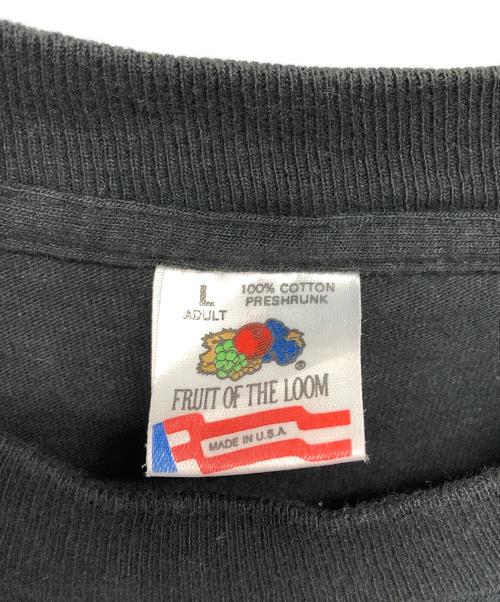 L
ADULT
100% COTTON
PRESHRUNK
FRUIT OF THE LOOM
MADE IN U.S.A.